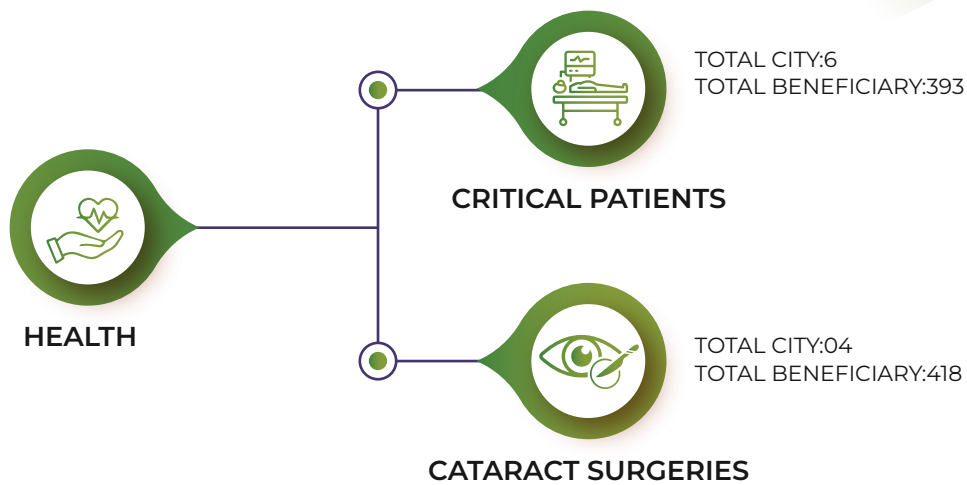 TOTAL CITY:6
TOTAL BENEFICIARY:393
CRITICAL PATIENTS
HEALTH
TOTAL CITY:04
TOTAL BENEFICIARY:418
CATARACT SURGERIES